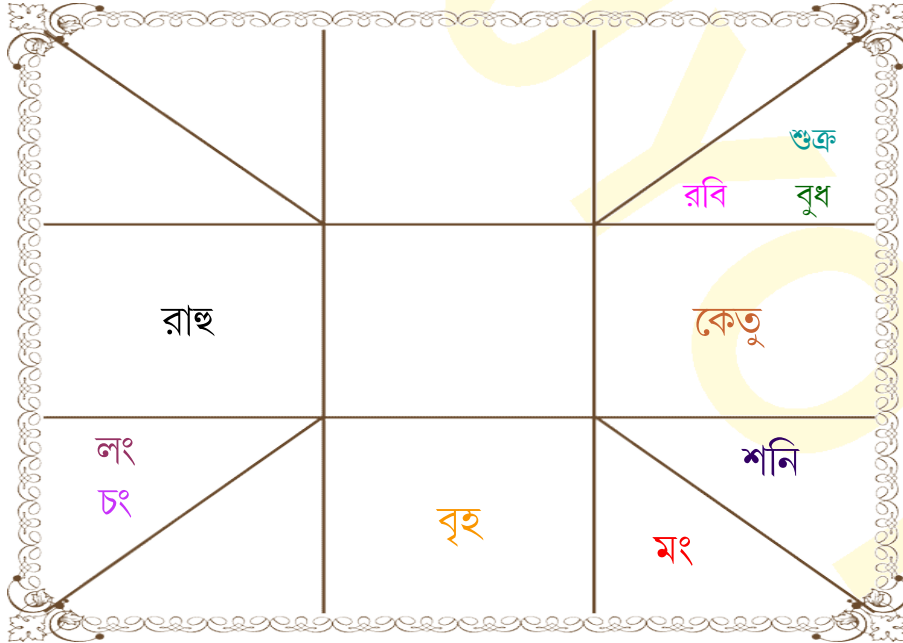 শুক্র
রবি বুধ
রাহু কেতু
লং শনি
চং
বৃহ মং